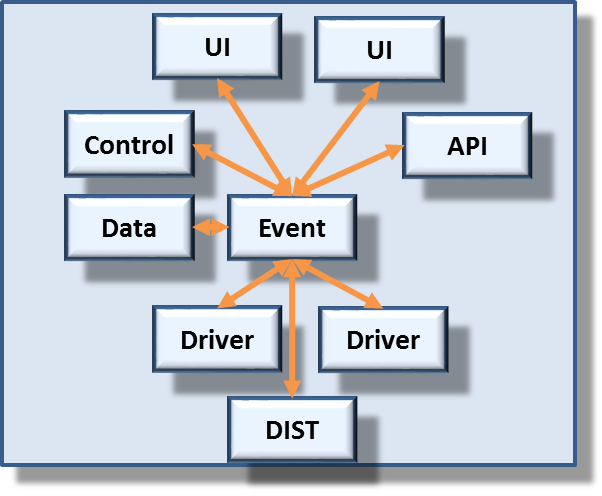 UI
UI
Control
API
Data
Event
Driver
Driver
DIST